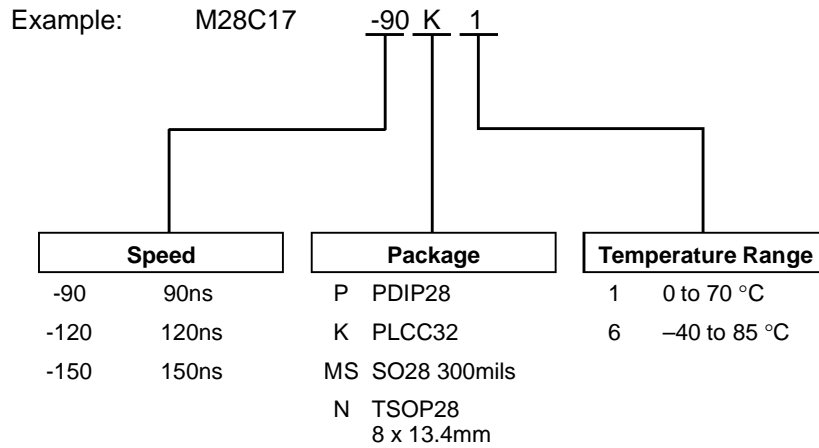 Example: M28C17 -90 K 1
Speed Package Temperature Range
-90 90ns P PDIP28 1 0 to 70 °C
-120 120ns K PLCC32 6 –40 to 85 °C
-150 150ns MS SO28 300mils
N TSOP28
8 x 13.4mm